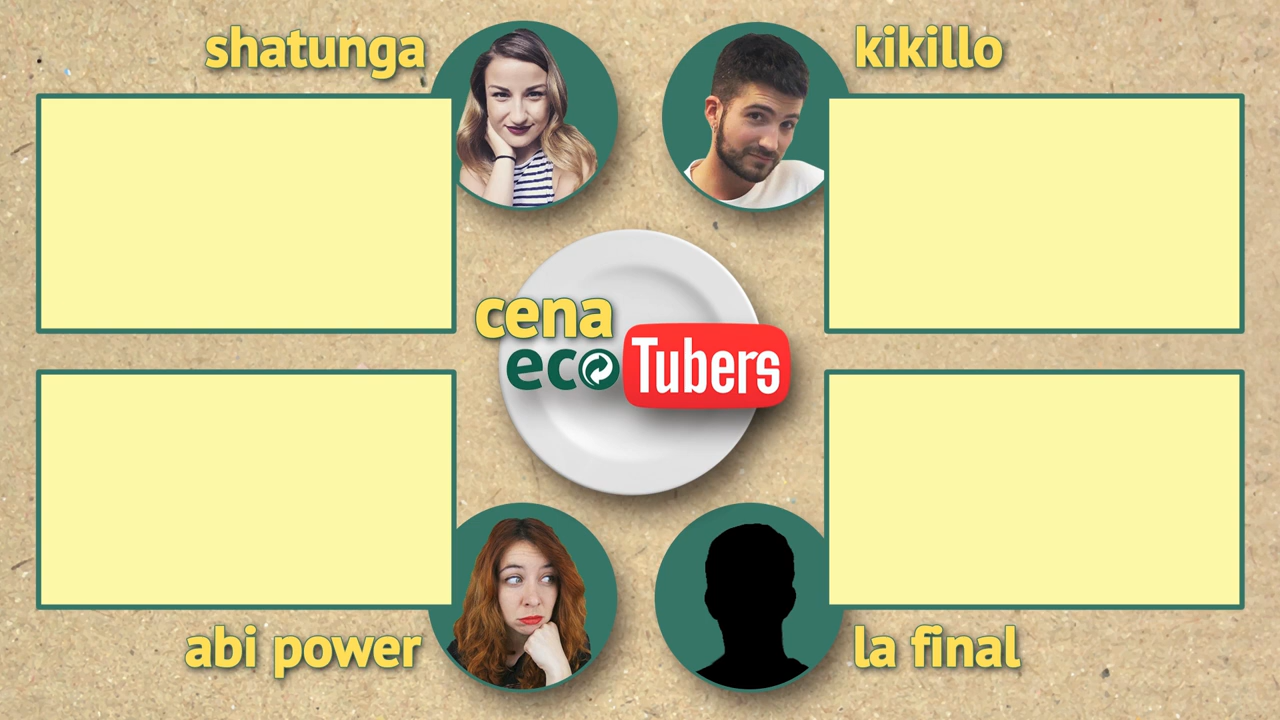 shatunga
kikillo
cena
eco Tubers
abi power
la final